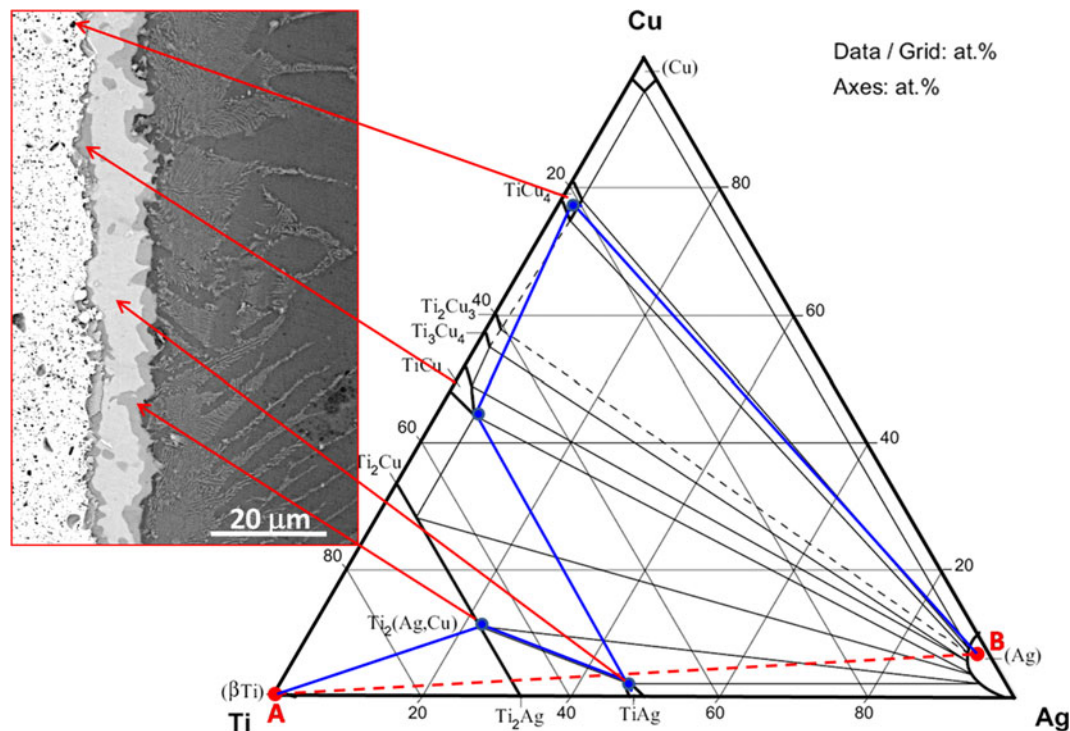 Cu
Data / Grid: at.%
Axes: at.%
(Cu)
20
TiCu₄
80
Ti₂Cu₃
40
60
Ti₃Cu₄
TiCu
60
40
Ti₂Cu
20 μm
80
20
Ti₂(Ag,Cu)
B
(Ag)
(βTi)
A
Ti
20
Ti₂Ag
40
TiAg
60
80
Ag